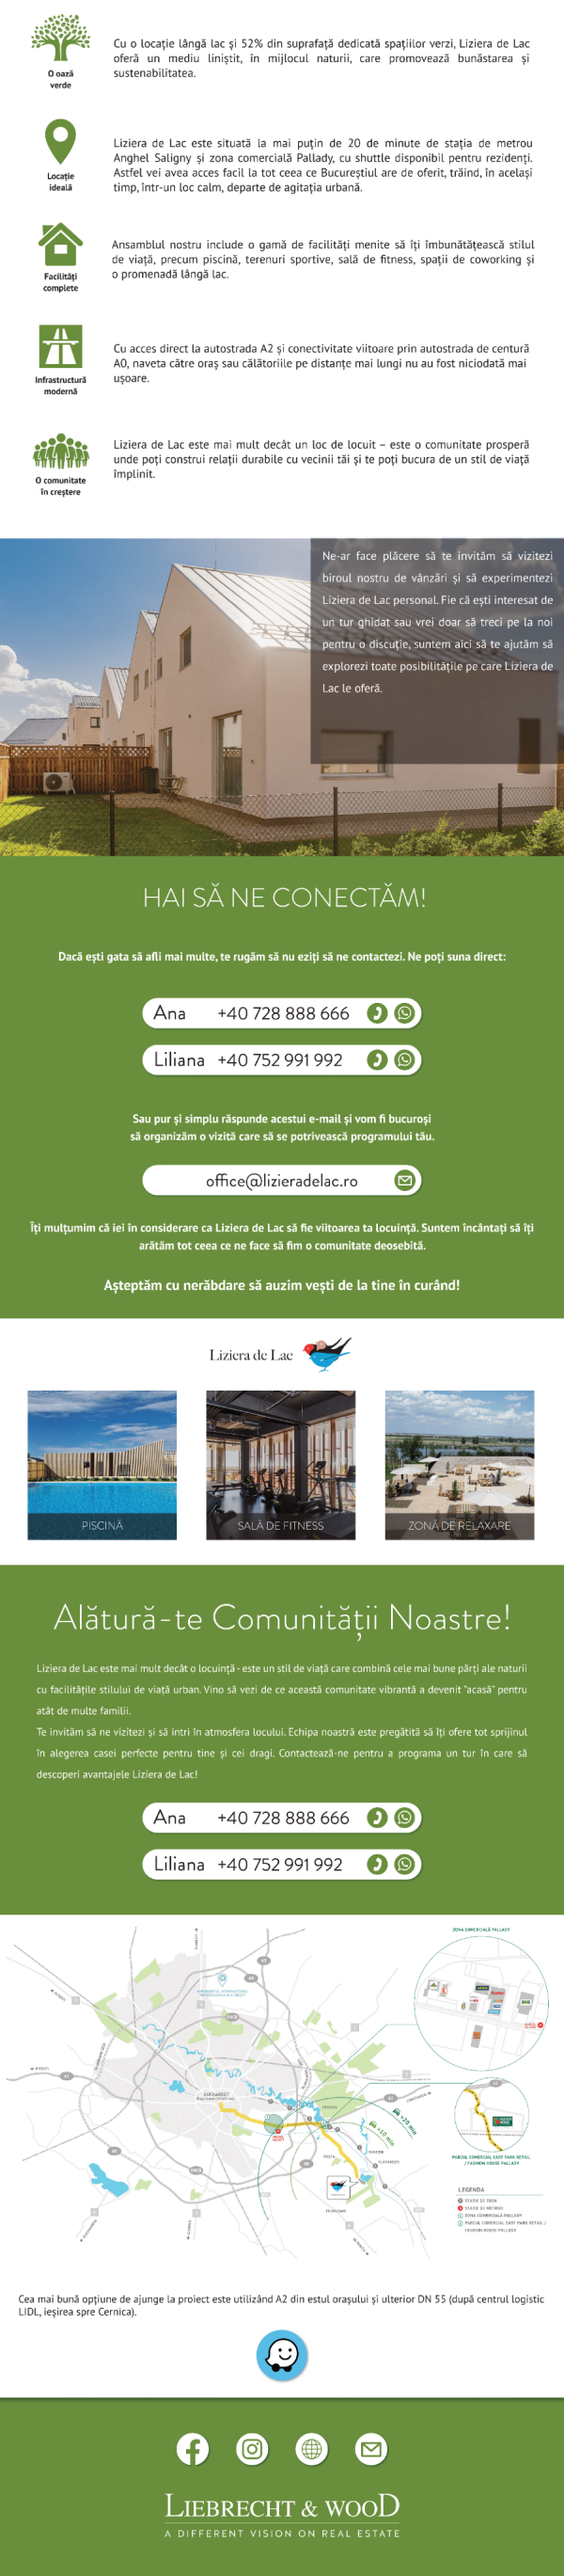 O oază
verde
Cu o locație lângă lac și 52% din suprafață dedicată spațiilor verzi, Liziera de Lac
oferă un mediu liniștit, în mijlocul naturii, care promovează bunăstarea și
sustenabilitatea.
Locație
ideală
Liziera de Lac este situată la mai puțin de 20 de minute de stația de metrou
Anghel Saligny și zona comercială Pallady, cu shuttle disponibil pentru rezidenți.
Astfel vei avea acces facil la tot ceea ce Bucureștiul are de oferit, trăind, în același
timp, într-un loc calm, departe de agitația urbană.
Facilități
complete
Ansamblul nostru include o gamă de facilități menite să îți îmbunătățească stilul
de viață, precum piscină, terenuri sportive, sală de fitness, spații de coworking și
o promenadă lângă lac.
Infrastructură
modernă
Cu acces direct la autostrada A2 și conectivitate viitoare prin autostrada de centură
A0, naveta către oraș sau călătoriile pe distanțe mai lungi nu au fost niciodată mai
ușoare.
O comunitate
în creștere
Liziera de Lac este mai mult decât un loc de locuit – este o comunitate prosperă
unde poți construi relații durabile cu vecinii tăi și te poți bucura de un stil de viață
împlinit.
Ne-ar face plăcere să te invităm să vizitezi
biroul nostru de vânzări și să experimentezi
Liziera de Lac personal. Fie că ești interesat de
un tur ghidat sau vrei doar să treci pe la noi
pentru o discuție, suntem aici să te ajutăm să
explorezi toate posibilitățile pe care Liziera de
Lac le oferă.
HAI SĂ NE CONECTĂM!
Dacă ești gata să afli mai multe, te rugăm să nu eziți să ne contactezi. Ne poți suna direct:
Ana +40 728 888 666
Liliana +40 752 991 992
Sau pur și simplu răspunde acestui e-mail și vom fi bucuroși
să organizăm o vizită care să se potrivească programului tău.
office@lizieradelac.ro
Îți mulțumim că iei în considerare ca Liziera de Lac să fie viitoarea ta locuință. Suntem încântați să îți
arătăm tot ceea ce ne face să fim o comunitate deosebită.
Așteptăm cu nerăbdare să auzim vești de la tine în curând!
Liziera de Lac
PISCINĂ
SALĂ DE FITNESS
ZONĂ DE RELAXARE
Alătură-te Comunității Noastre!
Liziera de Lac este mai mult decât o locuință - este un stil de viață care combină cele mai bune părți ale naturii
cu facilitățile stilului de viață urban. Vino să vezi de ce această comunitate vibrantă a devenit "acasă" pentru
atât de multe familii.
Te invităm să ne vizitezi și să intri în atmosfera locului. Echipa noastră este pregătită să îți ofere tot sprijinul
în alegerea casei perfecte pentru tine și cei dragi. Contactează-ne pentru a programa un tur în care să
descoperi avantajele Liziera de Lac!
Ana +40 728 888 666
Liliana +40 752 991 992
ZONA COMERCIALĂ PALLADY
PARCUL COMERCIAL EAST PARK RETAIL
/ FASHION HOUSE PALLADY
LEGENDA
Cea mai bună opțiune de ajunge la proiect este utilizând A2 din estul orașului și ulterior DN 55 (după centrul logistic
LIDL, ieșirea spre Cernica).
LIEBRECHT & WOOD
A DIFFERENT VISION ON REAL ESTATE